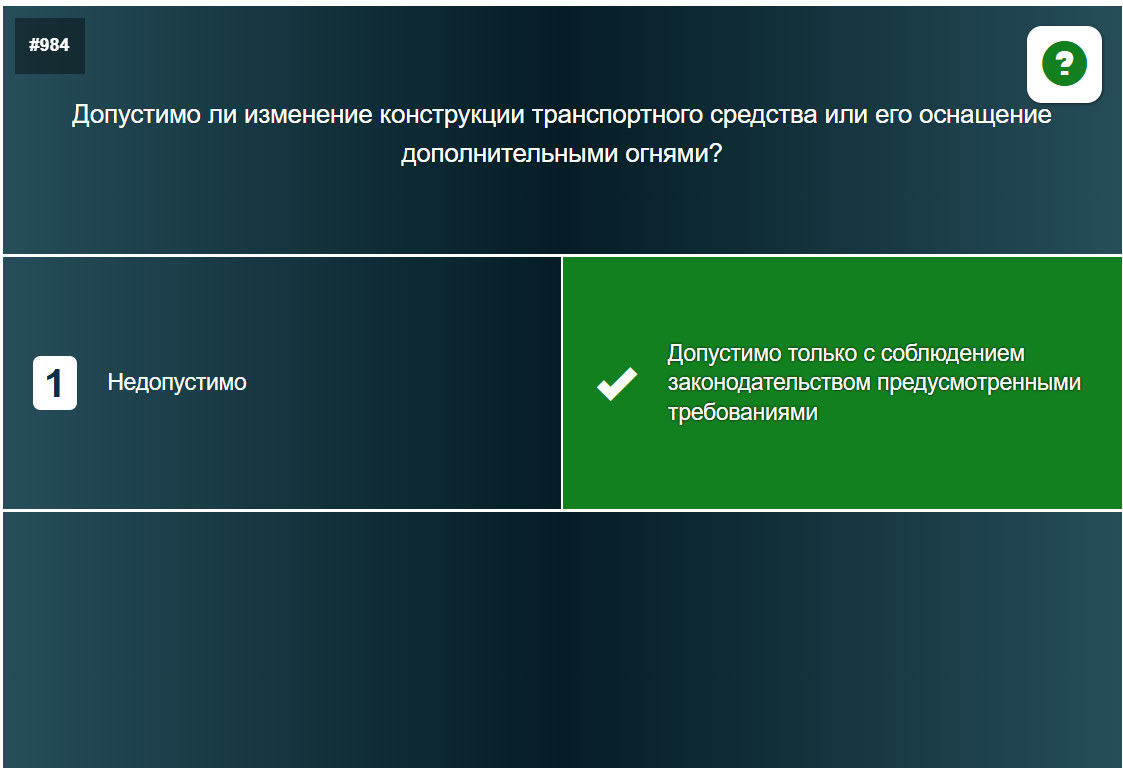 #984
?
Допустимо ли изменение конструкции транспортного средства или его оснащение
дополнительными огнями?
1
Недопустимо
Допустимо только с соблюдением
законодательством предусмотренными
требованиями